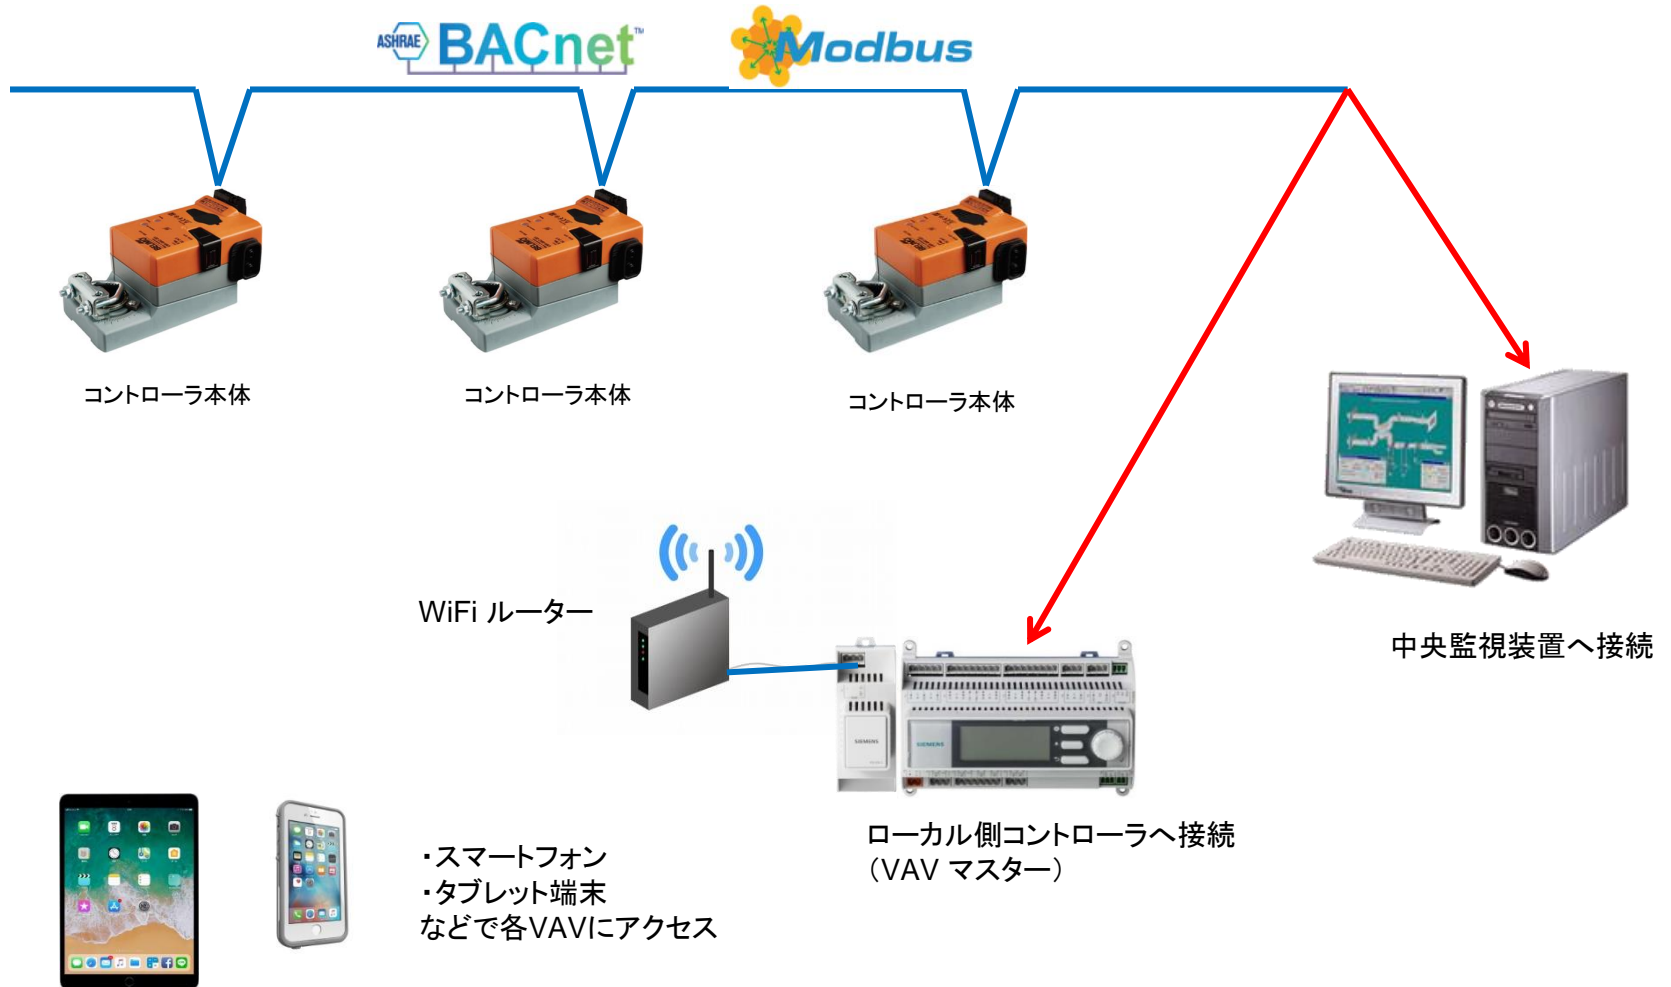 ASHRAE BACnet™
Modbus
コントローラ本体
コントローラ本体
コントローラ本体
WiFi ルーター
中央監視装置へ接続
SIEMENS
SIEMENS
ローカル側コントローラへ接続
（VAV マスター）
・スマートフォン
・タブレット端末
などで各VAVにアクセス